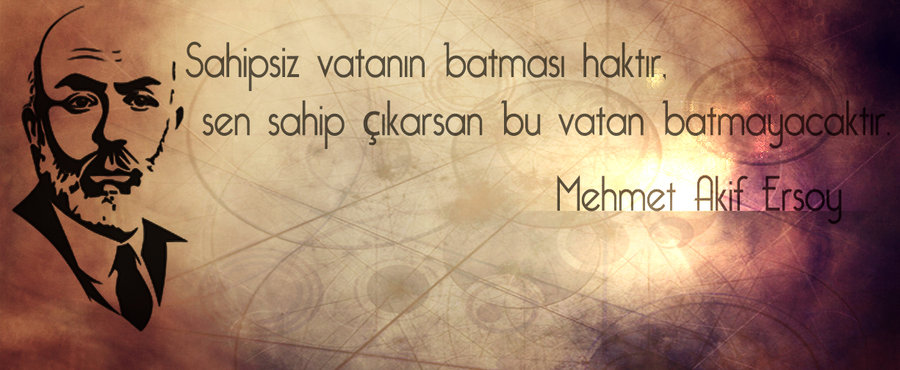 Sahipsiz vatanın batması haktır,
sen sahip çıkarsan bu vatan batmayacaktır.
Mehmet Akif Ersoy